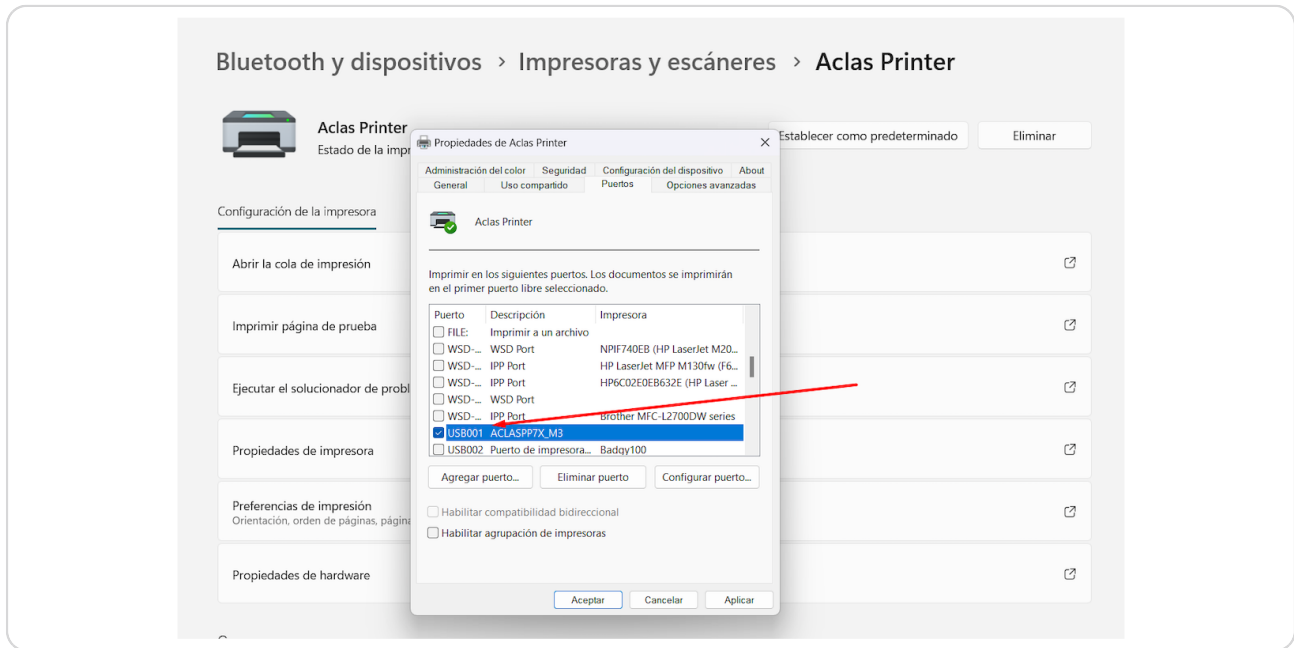 Bluetooth y dispositivos > Impresoras y escáneres > Aclas Printer
Aclas Printer
Estado de la impr
Establecer como predeterminado
Eliminar
Configuración de la impresora
Abrir la cola de impresión
Imprimir página de prueba
Ejecutar el solucionador de probl
Propiedades de impresora
Preferencias de impresión
Orientación, orden de páginas, págin
Propiedades de hardware
Propiedades de Aclas Printer
Administración del color Seguridad Configuración del dispositivo About
General Uso compartido Puertos Opciones avanzadas
Aclas Printer
Imprimir en los siguientes puertos. Los documentos se imprimirán
en el primer puerto libre seleccionado.
Puerto Descripción Impresora
FILE: Imprimir a un archivo
WSD-... WSD Port NPIF740EB (HP LaserJet M20...
WSD-... IPP Port HP LaserJet MFP M130fw (F6...
WSD-... IPP Port HP6C02E0EB632E (HP Laser ...
WSD-... WSD Port
WSD-... IPP Port Brother MFC-L2700DW series
USB001 ACLASPP7X_M3
USB002 Puerto de impresora... Badgy100
Agregar puerto... Eliminar puerto Configurar puerto...
Habilitar compatibilidad bidireccional
Habilitar agrupación de impresoras
Aceptar Cancelar Aplicar